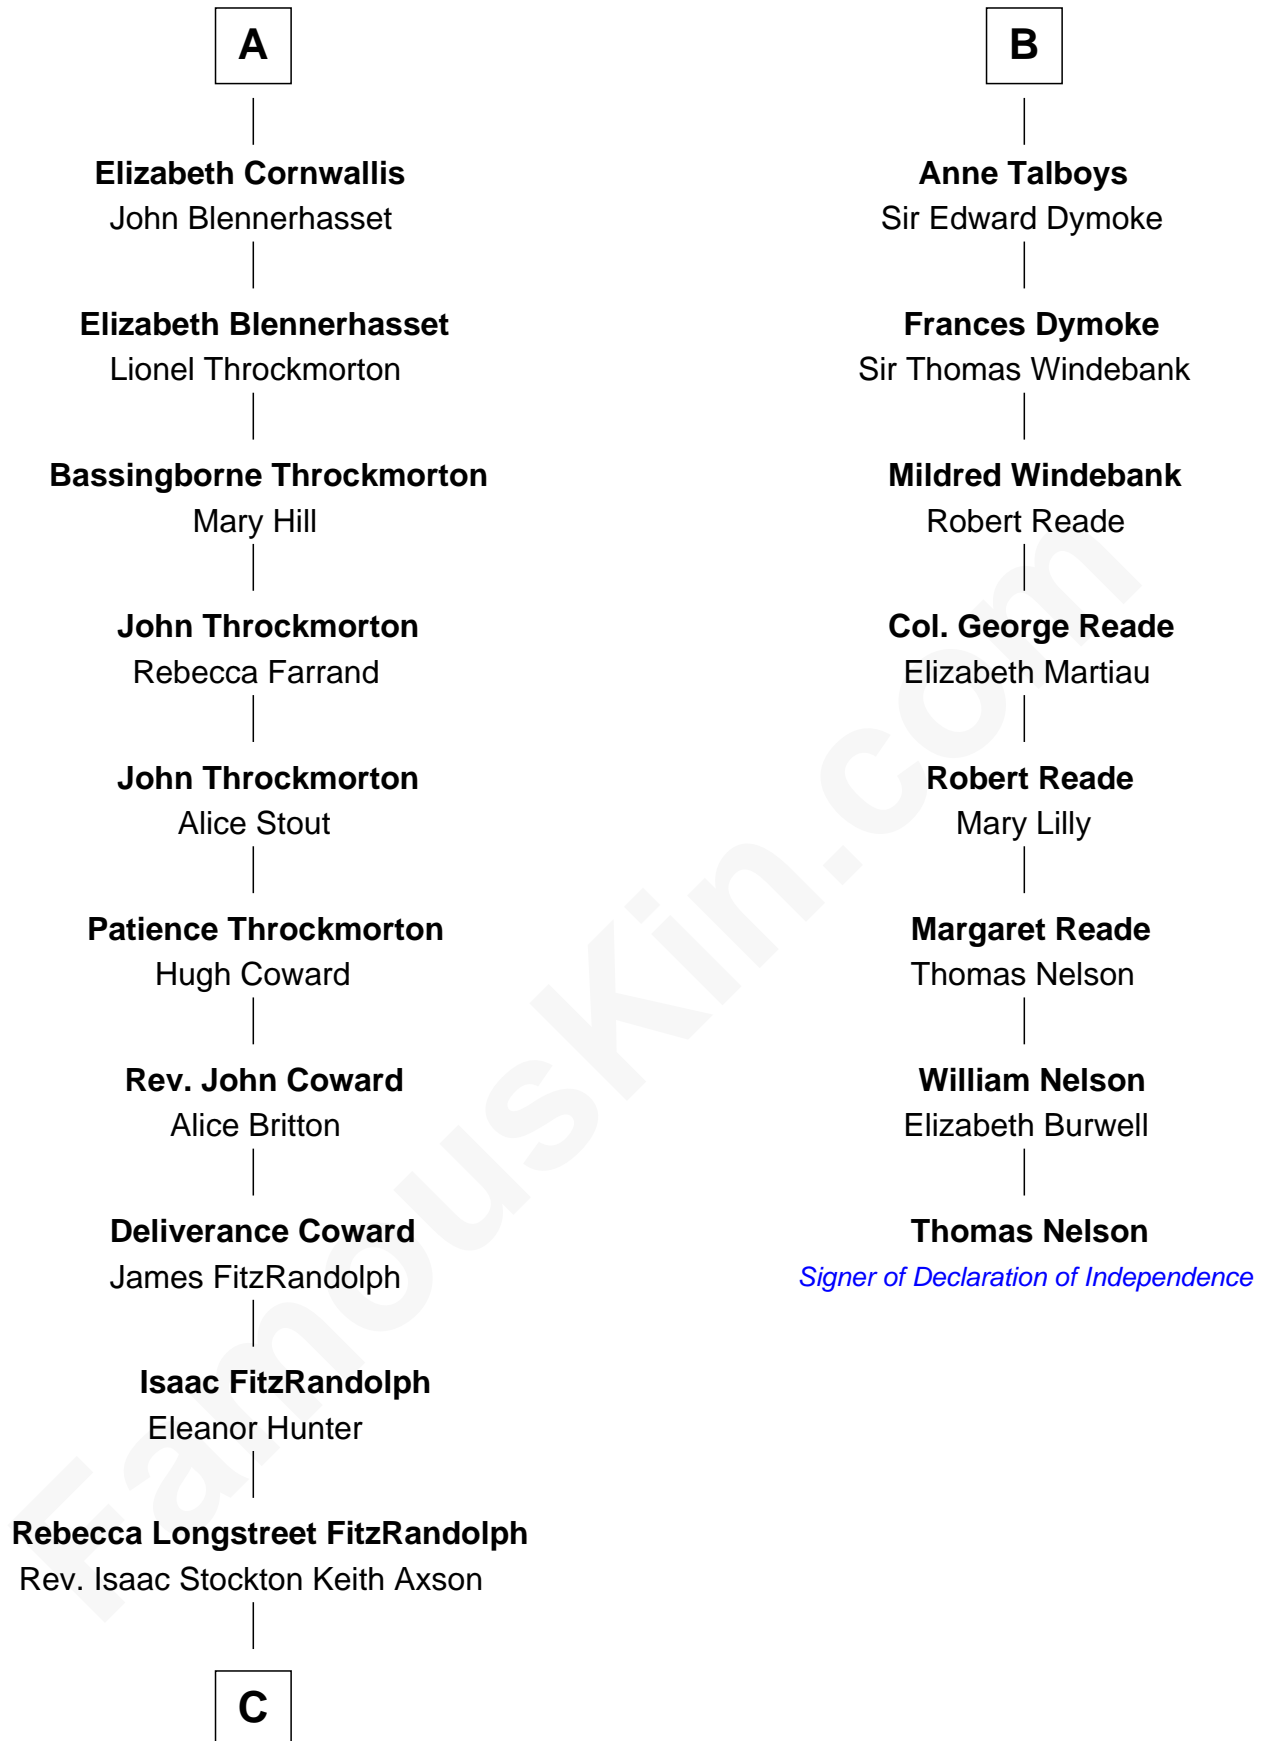 A
Elizabeth Cornwallis
John Blennerhasset
Elizabeth Blennerhasset
Lionel Throckmorton
Bassingborne Throckmorton
Mary Hill
John Throckmorton
Rebecca Farrand
John Throckmorton
Alice Stout
Patience Throckmorton
Hugh Coward
Rev. John Coward
Alice Britton
Deliverance Coward
James FitzRandolph
Isaac FitzRandolph
Eleanor Hunter
Rebecca Longstreet FitzRandolph
Rev. Isaac Stockton Keith Axson
C
B
Anne Talboys
Sir Edward Dymoke
Frances Dymoke
Sir Thomas Windebank
Mildred Windebank
Robert Reade
Col. George Reade
Elizabeth Martiau
Robert Reade
Mary Lilly
Margaret Reade
Thomas Nelson
William Nelson
Elizabeth Burwell
Thomas Nelson
Signer of Declaration of Independence
FamousKin.com